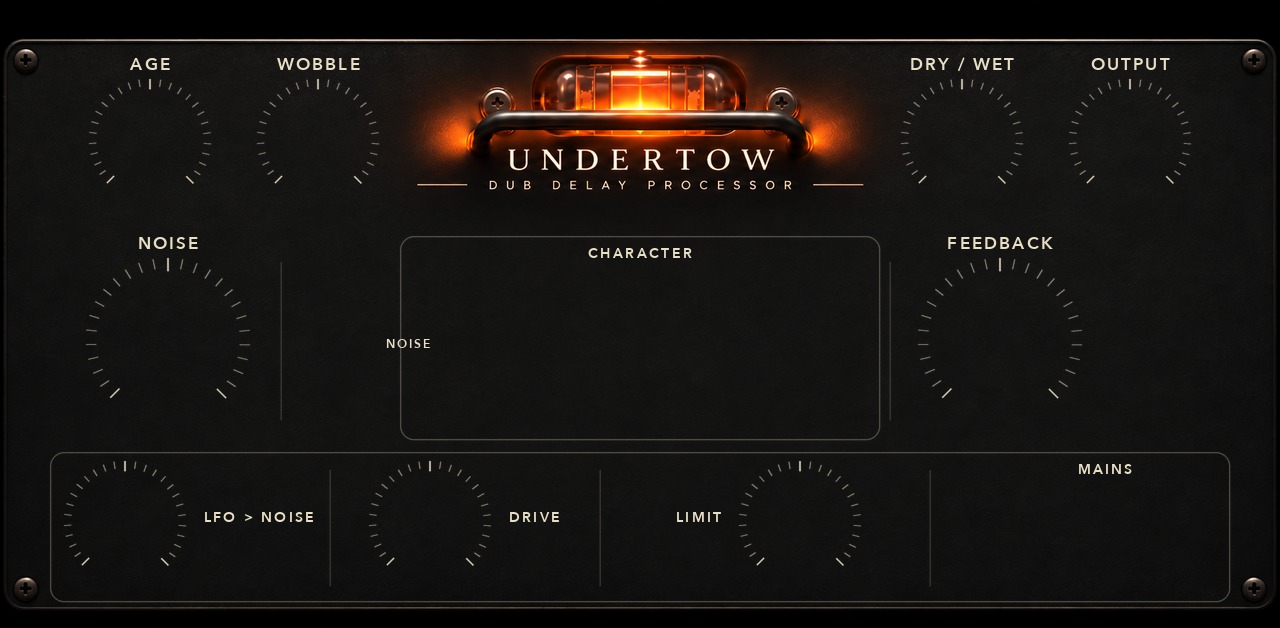 AGE
WOBBLE
DRY / WET
OUTPUT
UNDERTOW
DUB DELAY PROCESSOR
NOISE
CHARACTER
FEEDBACK
NOISE
MAINS
LFO > NOISE
DRIVE
LIMIT